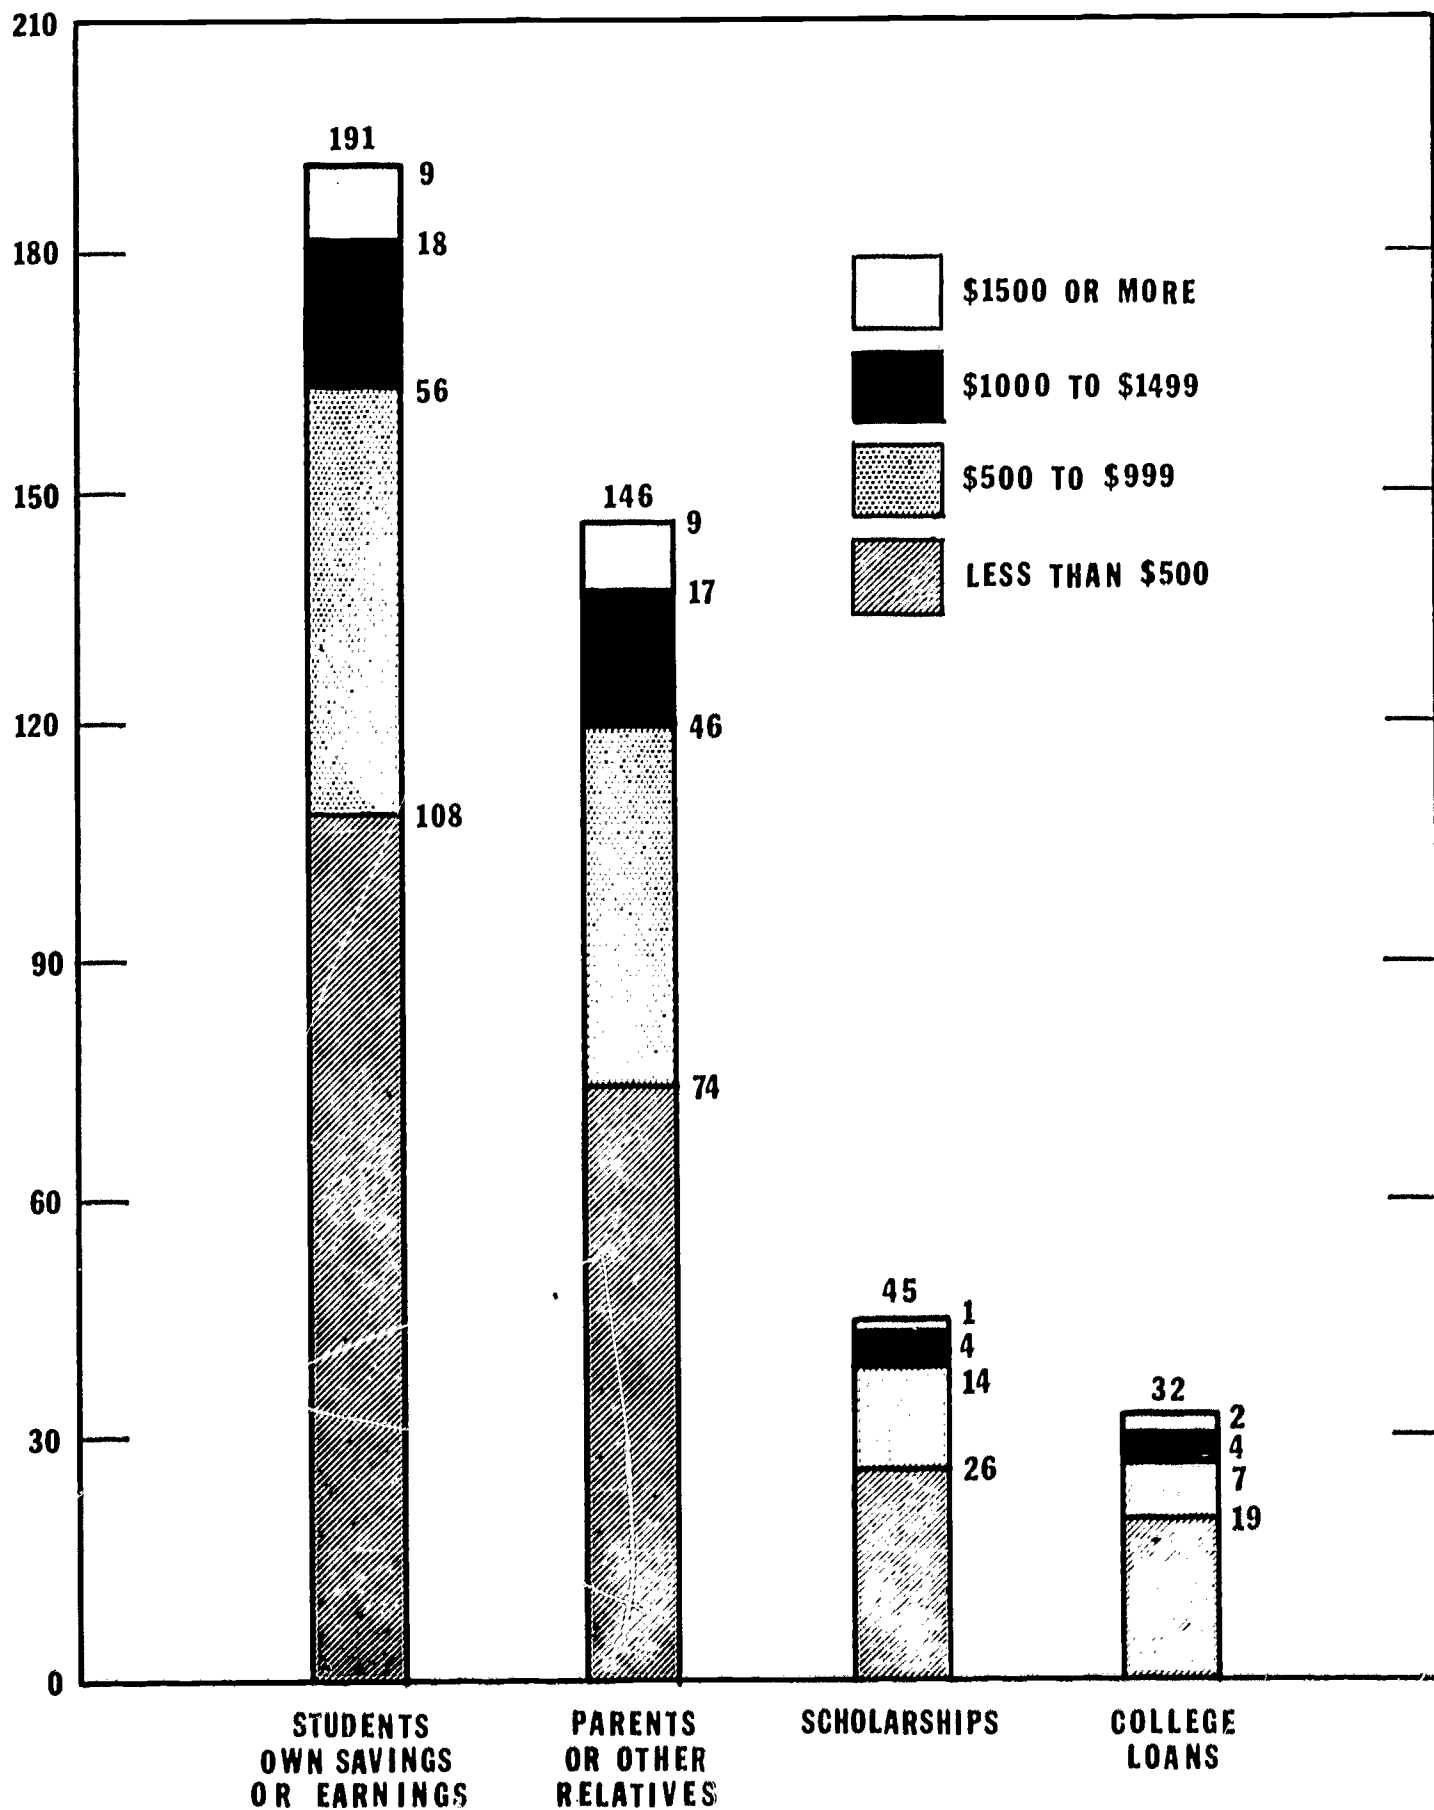 210
180
150
120
90
60
30
0
191
9
18
56
108
146
9
17
46
74
45
1
4
14
26
32
2
4
7
19
$1500 OR MORE
$1000 TO $1499
$500 TO $999
LESS THAN $500
STUDENTS
OWN SAVINGS
OR EARNINGS
PARENTS
OR OTHER
RELATIVES
SCHOLARSHIPS
COLLEGE
LOANS